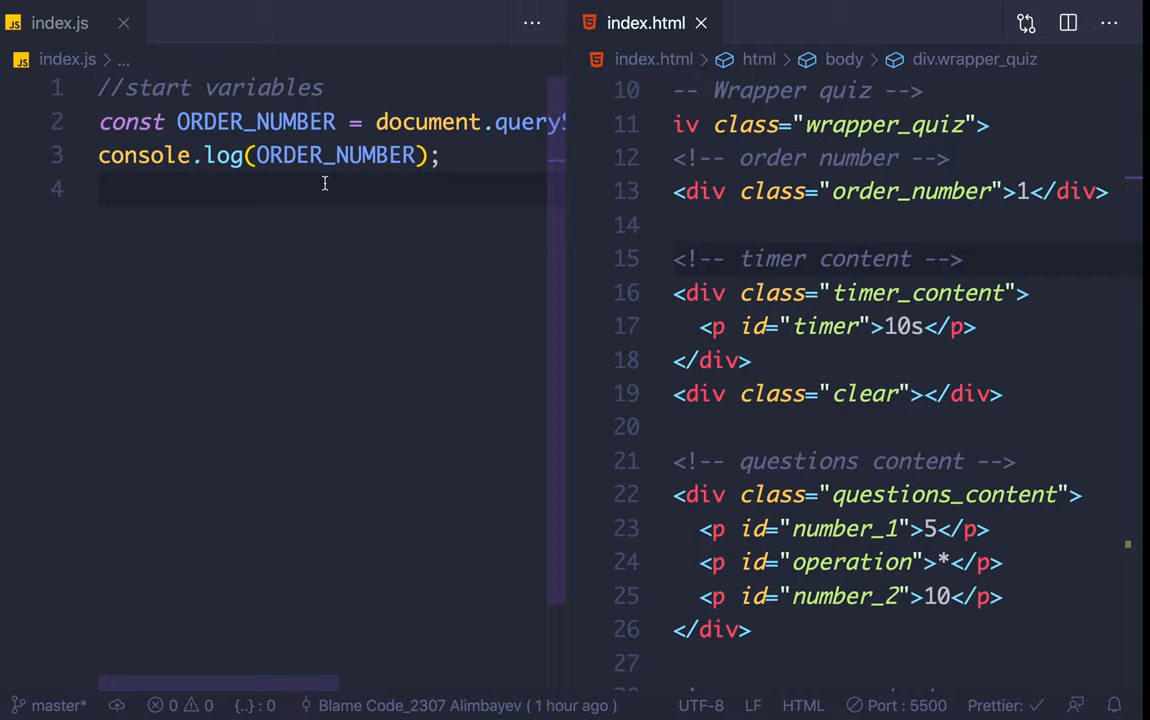 JS index.js × ...
index.html × ...
JS index.js > ...
index.html > html > body > div.wrapper_quiz
1 //start variables
2 const ORDER_NUMBER = document.queryS
3 console.log(ORDER_NUMBER);
4
10 -- Wrapper quiz -->
11 iv class="wrapper_quiz">
12 <!-- order number -->
13 <div class="order_number">1</div>
14
15 <!-- timer content -->
16 <div class="timer_content">
17 <p id="timer">10s</p>
18 </div>
19 <div class="clear"></div>
20
21 <!-- questions content -->
22 <div class="questions_content">
23 <p id="number_1">5</p>
24 <p id="operation">*</p>
25 <p id="number_2">10</p>
26 </div>
27
master* 0 0 {..} : 0 Blame Code_2307 Alimbayev ( 1 hour ago ) UTF-8 LF HTML Port : 5500 Prettier: ✓